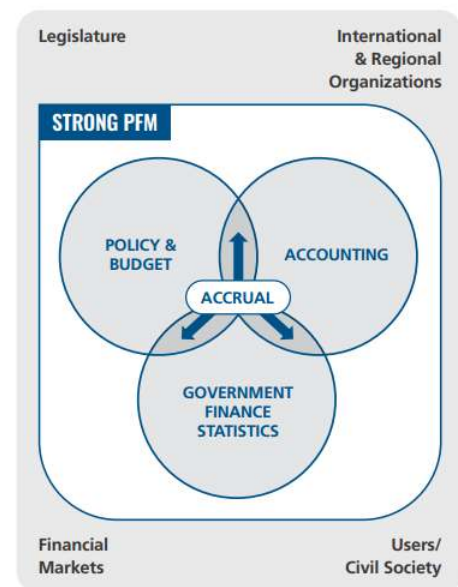 Legislature
International
& Regional
Organizations
STRONG PFM
POLICY &
BUDGET
ACCOUNTING
ACCRUAL
GOVERNMENT
FINANCE
STATISTICS
Financial
Markets
Users/
Civil Society